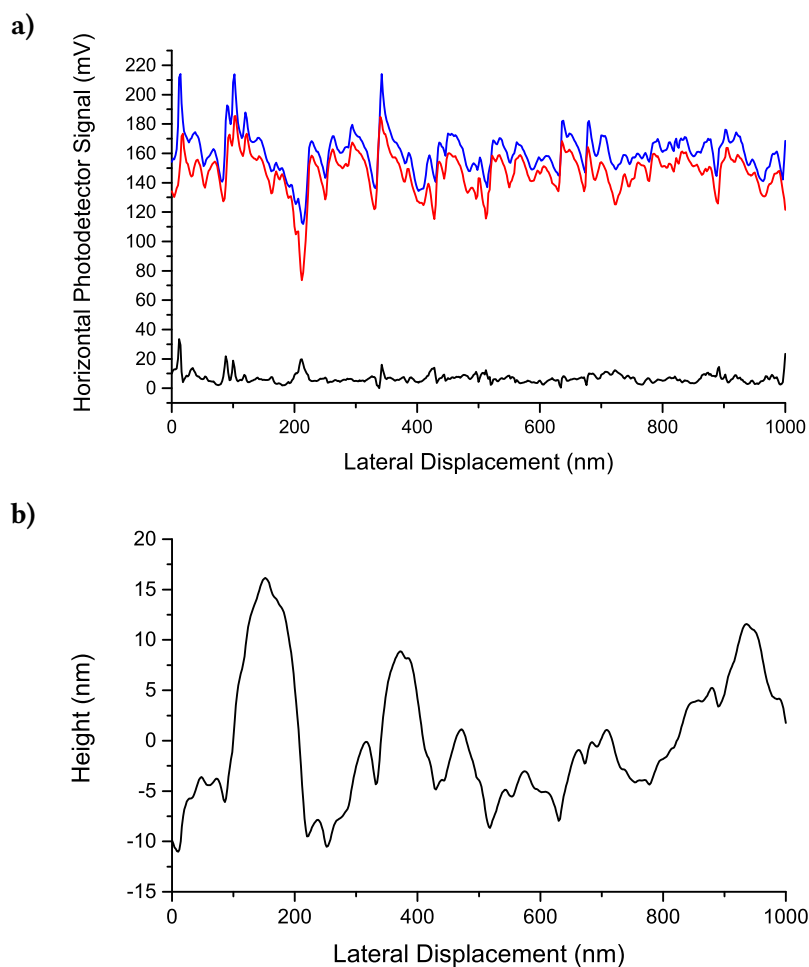 a)
Horizontal Photodetector Signal (mV)
220
200
180
160
140
120
100
80
60
40
20
0
0 200 400 600 800 1000
Lateral Displacement (nm)
b)
Height (nm)
20
15
10
5
0
-5
-10
-15
0 200 400 600 800 1000
Lateral Displacement (nm)